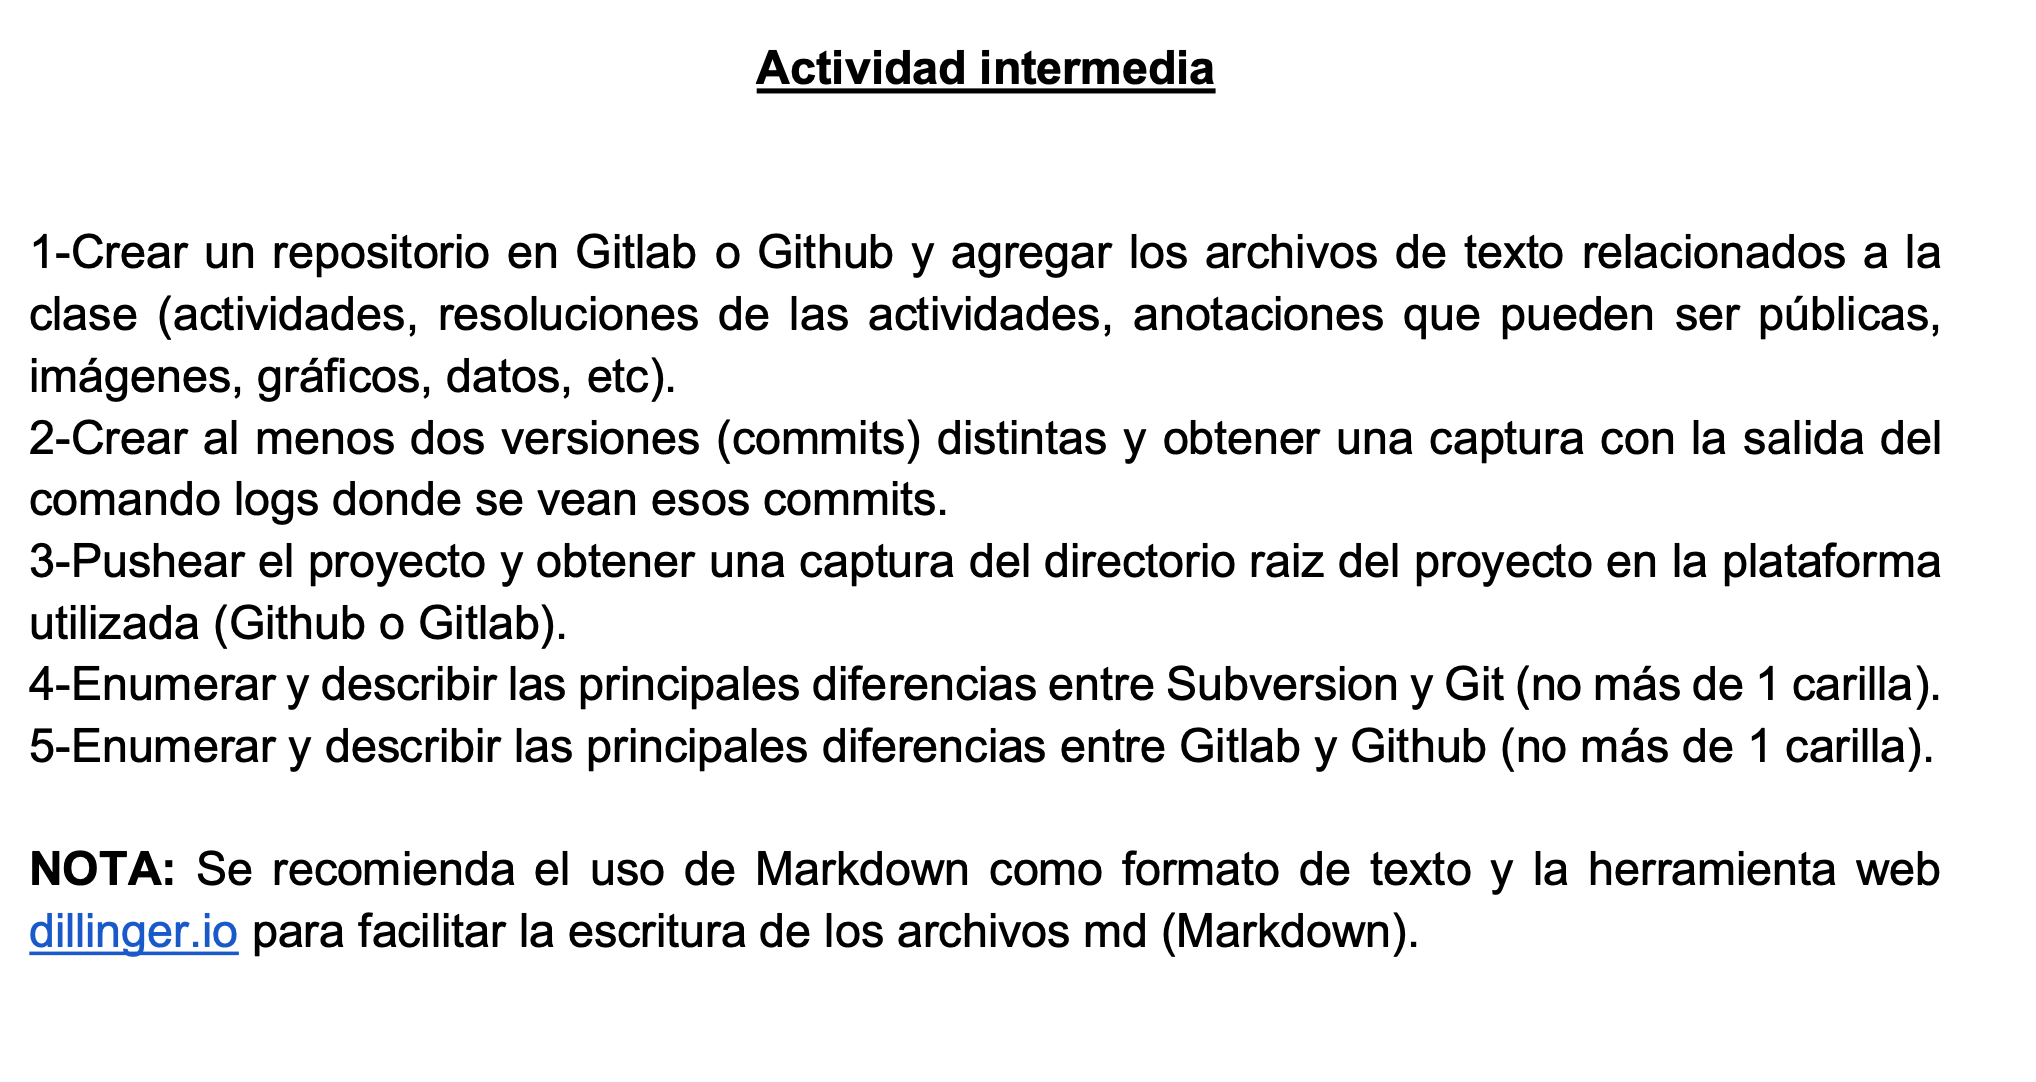 Actividad intermedia
1-Crear un repositorio en Gitlab o Github y agregar los archivos de texto relacionados a la
clase (actividades, resoluciones de las actividades, anotaciones que pueden ser públicas,
imágenes, gráficos, datos, etc).
2-Crear al menos dos versiones (commits) distintas y obtener una captura con la salida del
comando logs donde se vean esos commits.
3-Pushear el proyecto y obtener una captura del directorio raiz del proyecto en la plataforma
utilizada (Github o Gitlab).
4-Enumerar y describir las principales diferencias entre Subversion y Git (no más de 1 carilla).
5-Enumerar y describir las principales diferencias entre Gitlab y Github (no más de 1 carilla).
NOTA: Se recomienda el uso de Markdown como formato de texto y la herramienta web
dillinger.io para facilitar la escritura de los archivos md (Markdown).